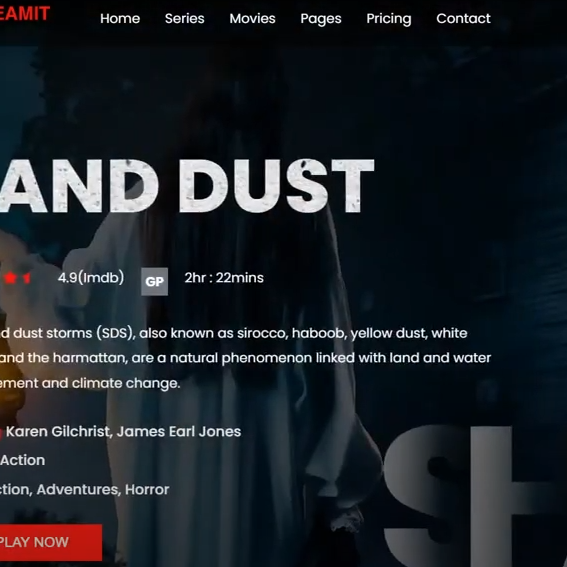 EAMIT Home Series Movies Pages Pricing Contact
AND DUST
4.9(Imdb) GP 2hr : 22mins
d dust storms (SDS), also known as sirocco, haboob, yellow dust, white
and the harmattan, are a natural phenomenon linked with land and water
ement and climate change.
Karen Gilchrist, James Earl Jones
Action
ction, Adventures, Horror
PLAY NOW
SH